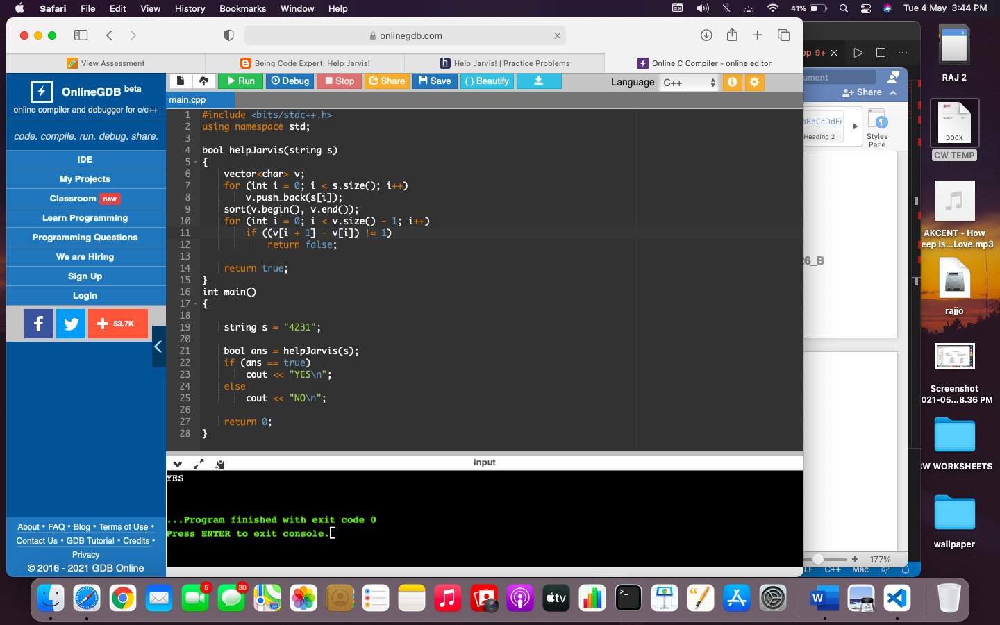 Safari File Edit View History Bookmarks Window Help 41% Tue 4 May 3:44 PM
onlinegdb.com
View Assessment
Being Code Expert: Help Jarvis!
Help Jarvis! | Practice Problems
Online C Compiler - online editor
OnlineGDB beta
online compiler and debugger for c/c++
code. compile. run. debug. share.
IDE
My Projects
Classroom new
Learn Programming
Programming Questions
We are Hiring
Sign Up
Login
53.7K
About • FAQ • Blog • Terms of Use •
Contact Us • GDB Tutorial • Credits •
Privacy
© 2016 - 2021 GDB Online
Run Debug Stop Share Save { } Beautify Language C++
main.cpp
1 #include <bits/stdc++.h>
2 using namespace std;
3
4 bool helpJarvis(string s)
5 {
6 vector<char> v;
7 for (int i = 0; i < s.size(); i++)
8 v.push_back(s[i]);
9 sort(v.begin(), v.end());
10 for (int i = 0; i < v.size() - 1; i++)
11 if ((v[i + 1] - v[i]) != 1)
12 return false;
13
14 return true;
15 }
16 int main()
17 {
18
19 string s = "4231";
20
21 bool ans = helpJarvis(s);
22 if (ans == true)
23 cout << "YES\n";
24 else
25 cout << "NO\n";
26
27 return 0;
28 }
input
YES
...Program finished with exit code 0
Press ENTER to exit console.
pp 9+
ument
Share
aBbCcDdEe
Heading 2
Styles
Pane
6_B
T
177%
LF C++ Mac
RAJ 2
DOCX
CW TEMP
AKCENT - How
eep Is...Love.mp3
rajjo
Screenshot
021-05...8.36 PM
CW WORKSHEETS
wallpaper
5
30
tv
W